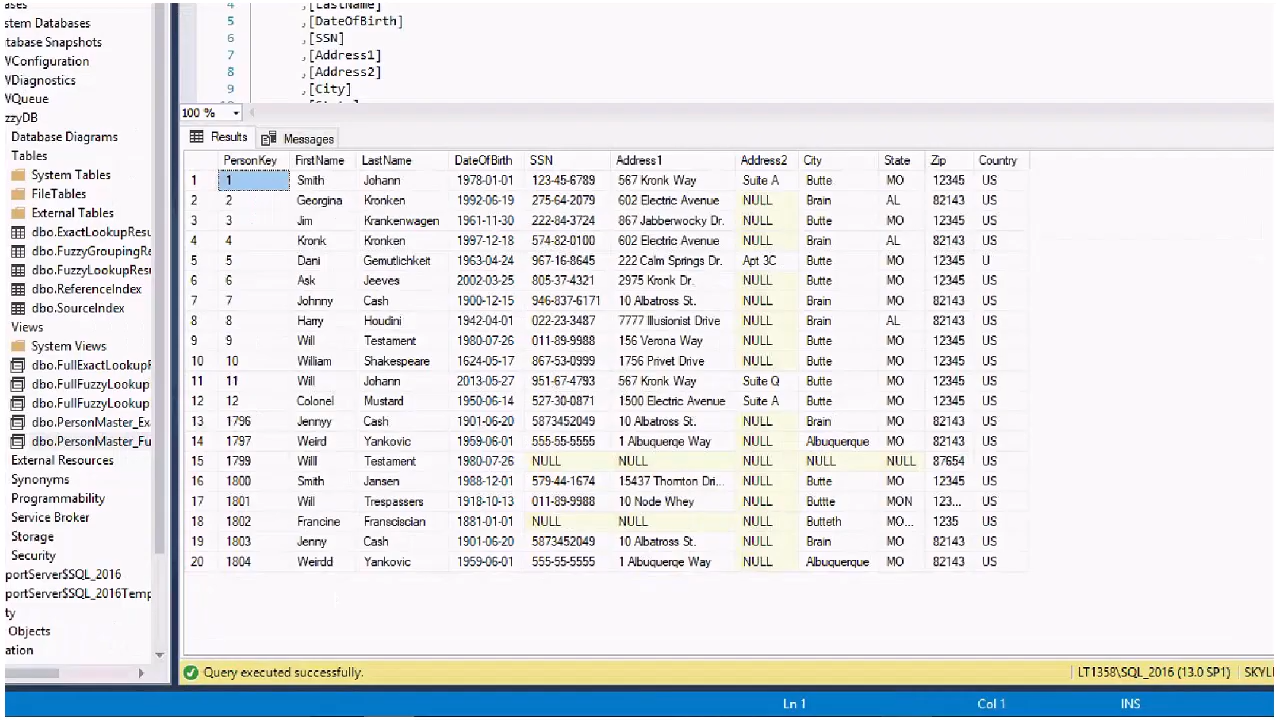 ases
4 ,[LastName]
stem Databases
5 ,[DateOfBirth]
tabase Snapshots
6 ,[SSN]
VConfiguration
7 ,[Address1]
VDiagnostics
8 ,[Address2]
VQueue
9 ,[City]
zzyDB
100 %
Database Diagrams
Results Messages
Tables
System Tables
FileTables
External Tables
dbo.ExactLookupResu
dbo.FuzzyGroupingRe
dbo.FuzzyLookupResu
dbo.ReferenceIndex
dbo.SourceIndex
Views
System Views
dbo.FullExactLookupR
dbo.FullFuzzyLookup
dbo.FullFuzzyLookup
dbo.PersonMaster_Exa
dbo.PersonMaster_Fu
External Resources
Synonyms
Programmability
Service Broker
Storage
Security
portServer$SQL_2016
portServer$SQL_2016Temp
ty
Objects
ation
PersonKey FirstName LastName DateOfBirth SSN Address1 Address2 City State Zip Country
1 1 Smith Johann 1978-01-01 123-45-6789 567 Kronk Way Suite A Butte MO 12345 US
2 2 Georgina Kronken 1992-06-19 275-64-2079 602 Electric Avenue NULL Brain AL 82143 US
3 3 Jim Krankenwagen 1961-11-30 222-84-3724 867 Jabberwocky Dr. NULL Butte MO 12345 US
4 4 Kronk Kronken 1997-12-18 574-82-0100 602 Electric Avenue NULL Brain AL 82143 US
5 5 Dani Gemutlichkeit 1963-04-24 967-16-8645 222 Calm Springs Dr. Apt 3C Butte MO 12345 U
6 6 Ask Jeeves 2002-03-25 805-37-4321 2975 Kronk Dr. NULL Butte MO 12345 US
7 7 Johnny Cash 1900-12-15 946-837-6171 10 Albatross St. NULL Brain MO 82143 US
8 8 Harry Houdini 1942-04-01 022-23-3487 7777 Illusionist Drive NULL Brain AL 82143 US
9 9 Will Testament 1980-07-26 011-89-9988 156 Verona Way NULL Butte MO 12345 US
10 10 William Shakespeare 1624-05-17 867-53-0999 1756 Privet Drive NULL Butte MO 12345 US
11 11 Will Johann 2013-05-27 951-67-4793 567 Kronk Way Suite Q Butte MO 12345 US
12 12 Colonel Mustard 1950-06-14 527-30-0871 1500 Electric Avenue Suite A Butte MO 12345 US
13 1796 Jennyy Cash 1901-06-20 5873452049 10 Albatross St. NULL Brain MO 82143 US
14 1797 Weird Yankovic 1959-06-01 555-55-5555 1 Albuquerqe Way NULL Albuquerque MO 82143 US
15 1799 Willl Testament 1980-07-26 NULL NULL NULL NULL NULL 87654 US
16 1800 Smith Jansen 1988-12-01 579-44-1674 15437 Thornton Dri... NULL Butte MO 12345 US
17 1801 Will Trespassers 1918-10-13 011-89-9988 10 Node Whey NULL Buttte MON 123... US
18 1802 Francine Fransciscian 1881-01-01 NULL NULL NULL Butteth MO... 1235 US
19 1803 Jenny Cash 1901-06-20 5873452049 10 Albatross St. NULL Brain MO 82143 US
20 1804 Weirdd Yankovic 1959-06-01 555-55-5555 1 Albuquerqe Way NULL Albuquerque MO 82143 US
Query executed successfully. LT1358\SQL_2016 (13.0 SP1) SKYLI
Ln 1 Col 1 INS